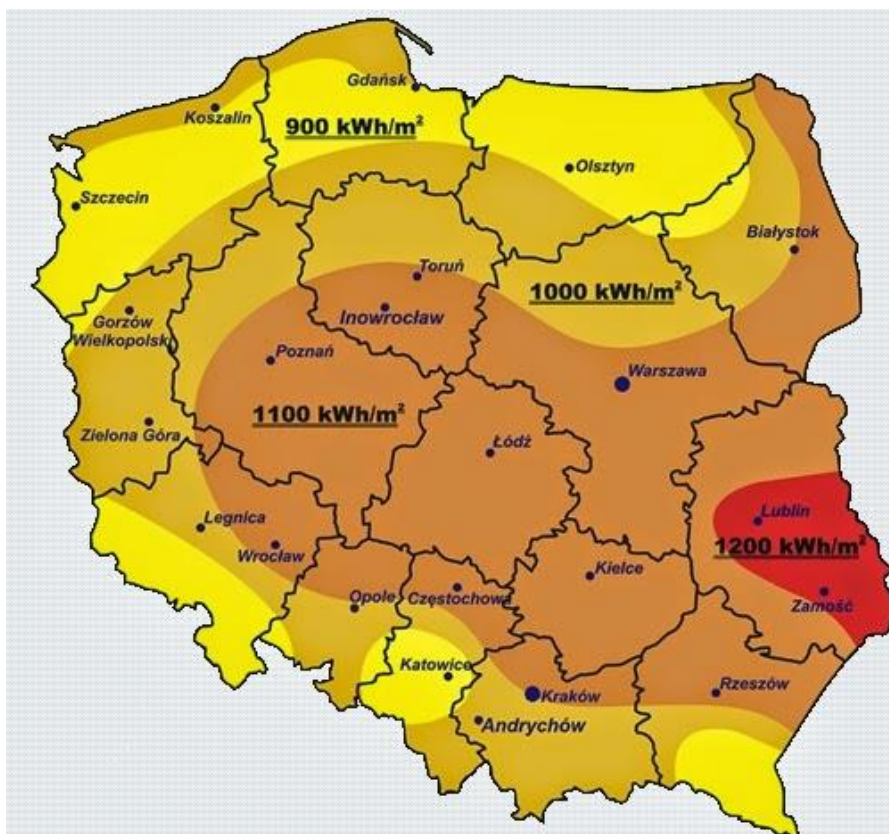 Gdańsk
Koszalin
900 kWh/m²
Olsztyn
Szczecin
Białystok
Toruń
1000 kWh/m²
Inowrocław
Gorzów
Wielkopolski
Poznań
Warszawa
1100 kWh/m²
Zielona Góra
Łódź
Lublin
Legnica
1200 kWh/m²
Wrocław
Kielce
Opole
Częstochowa
Zamość
Katowice
Rzeszów
Kraków
Andrychów